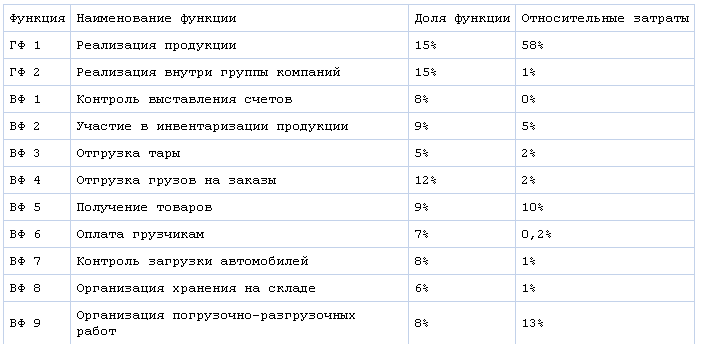 Функция Наименование функции Доля функции Относительные затраты
ГФ 1 Реализация продукции 15% 58%
ГФ 2 Реализация внутри группы компаний 15% 1%
ВФ 1 Контроль выставления счетов 8% 0%
ВФ 2 Участие в инвентаризации продукции 9% 5%
ВФ 3 Отгрузка тары 5% 2%
ВФ 4 Отгрузка грузов на заказы 12% 2%
ВФ 5 Получение товаров 9% 10%
ВФ 6 Оплата грузчикам 7% 0,2%
ВФ 7 Контроль загрузки автомобилей 8% 1%
ВФ 8 Организация хранения на складе 6% 1%
ВФ 9 Организация погрузочно-разгрузочных 8% 13%
работ